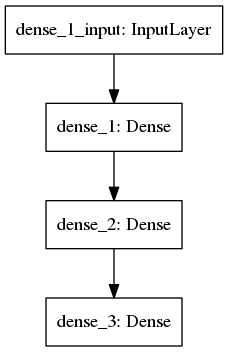 dense_1_input: InputLayer
dense_1: Dense
dense_2: Dense
dense_3: Dense